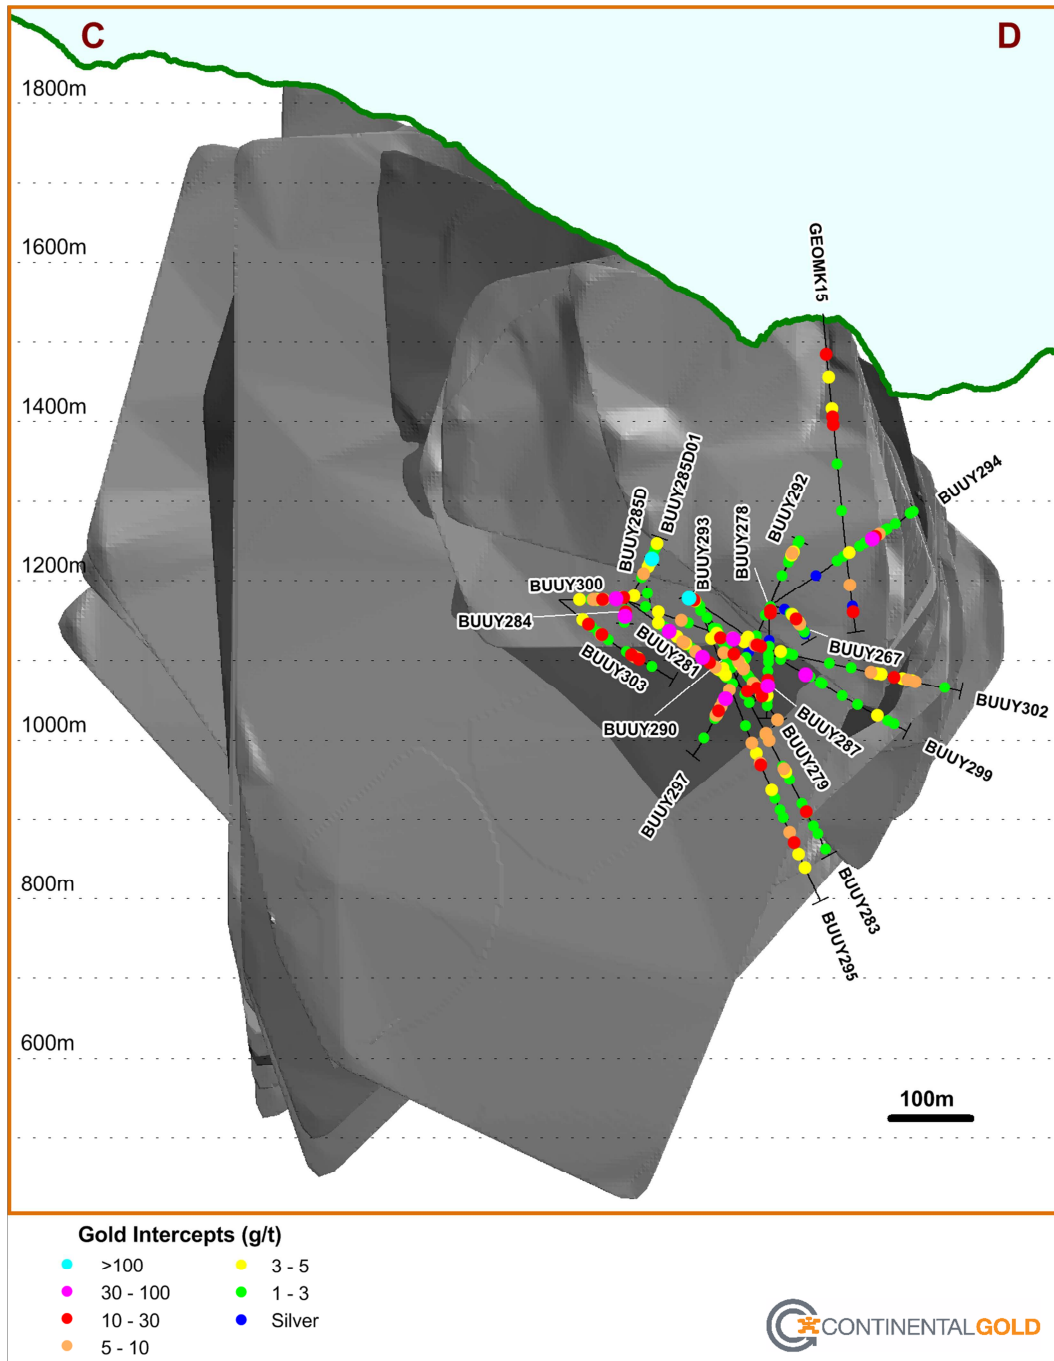 C
D
1800m
1600m
GEOMK15
1400m
BUUY294
BUUY285D01
BUUY285D
BUUY293
BUUY278
BUUY292
1200m
BUUY300
BUUY284
BUUY281
BUUY303
BUUY267
BUUY302
1000m
BUUY290
BUUY287
BUUY299
BUUY279
BUUY297
800m
BUUY283
BUUY295
600m
100m
Gold Intercepts (g/t)
>100
30 - 100
10 - 30
5 - 10
3 - 5
1 - 3
Silver
CONTINENTALGOLD